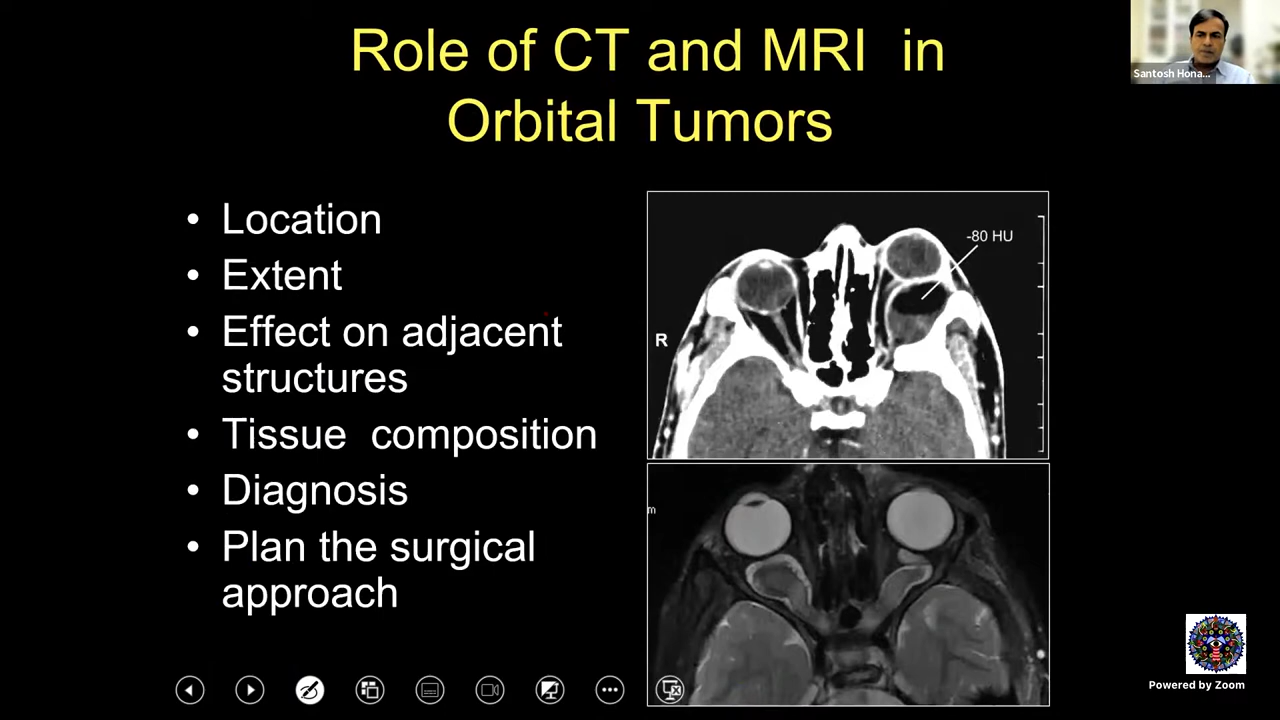 Role of CT and MRI in
Orbital Tumors
Santosh Hona...
• Location
• Extent
• Effect on adjacent
structures
• Tissue composition
• Diagnosis
• Plan the surgical
approach
-80 HU
R
m
Powered by Zoom